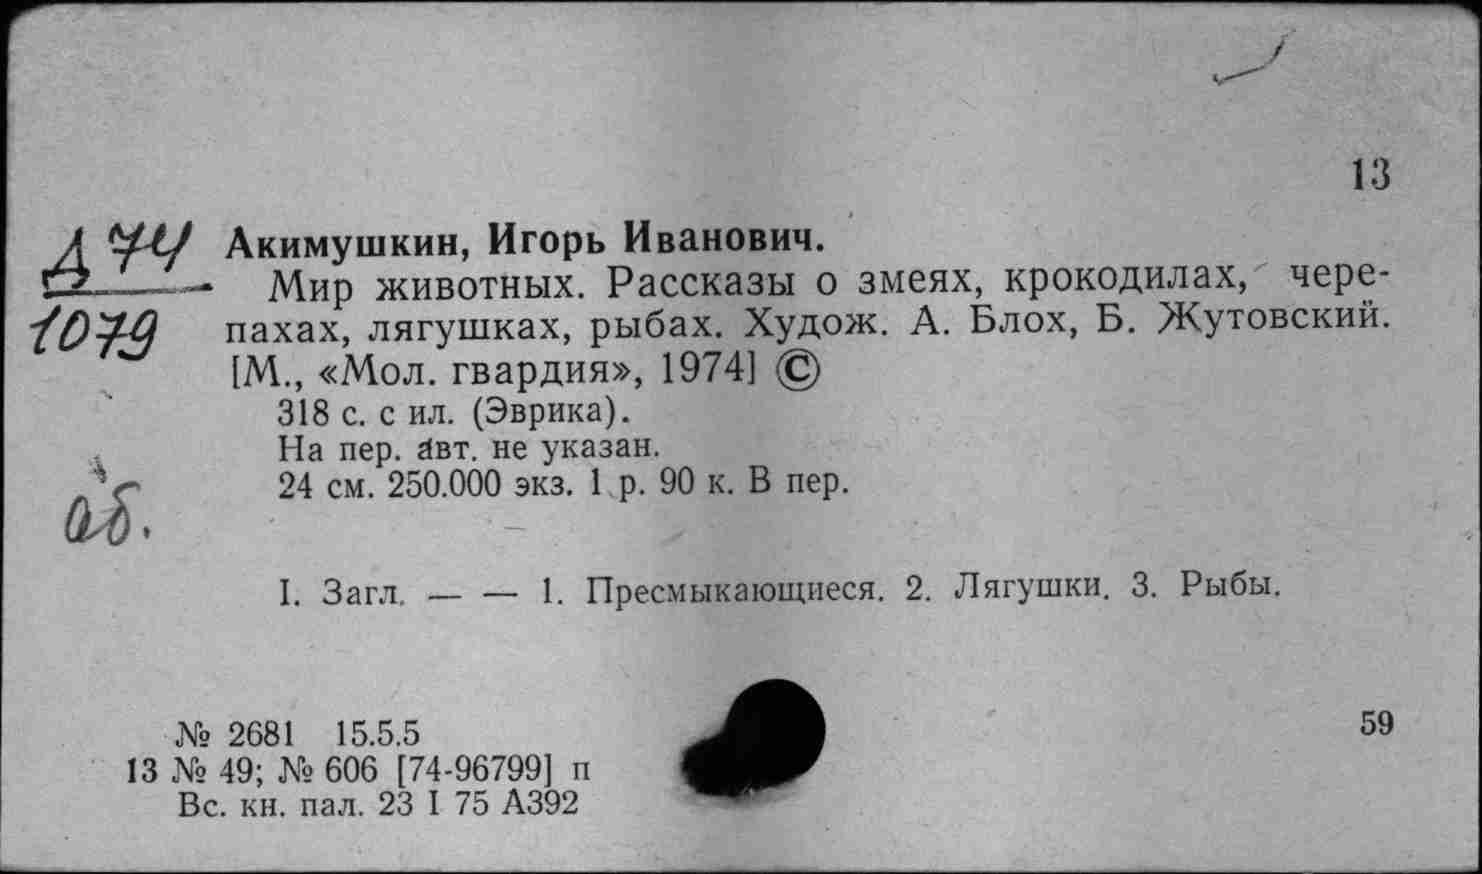 13
Д 74
1079
Акимушкин, Игорь Иванович.
Мир животных. Рассказы о змеях, крокодилах, чере-
пахах, лягушках, рыбах. Худож. А. Блох, Б. Жутовский.
[М., «Мол. гвардия», 1974] ©
318 с. с ил. (Эврика).
На пер. авт. не указан.
24 см. 250.000 экз. 1 р. 90 к. В пер.
I. Загл. — — 1. Пресмыкающиеся. 2. Лягушки. 3. Рыбы.
№ 2681 15.5.5
59
13 № 49; № 606 [74-96799] п
Вс. кн. пал. 23 I 75 А392